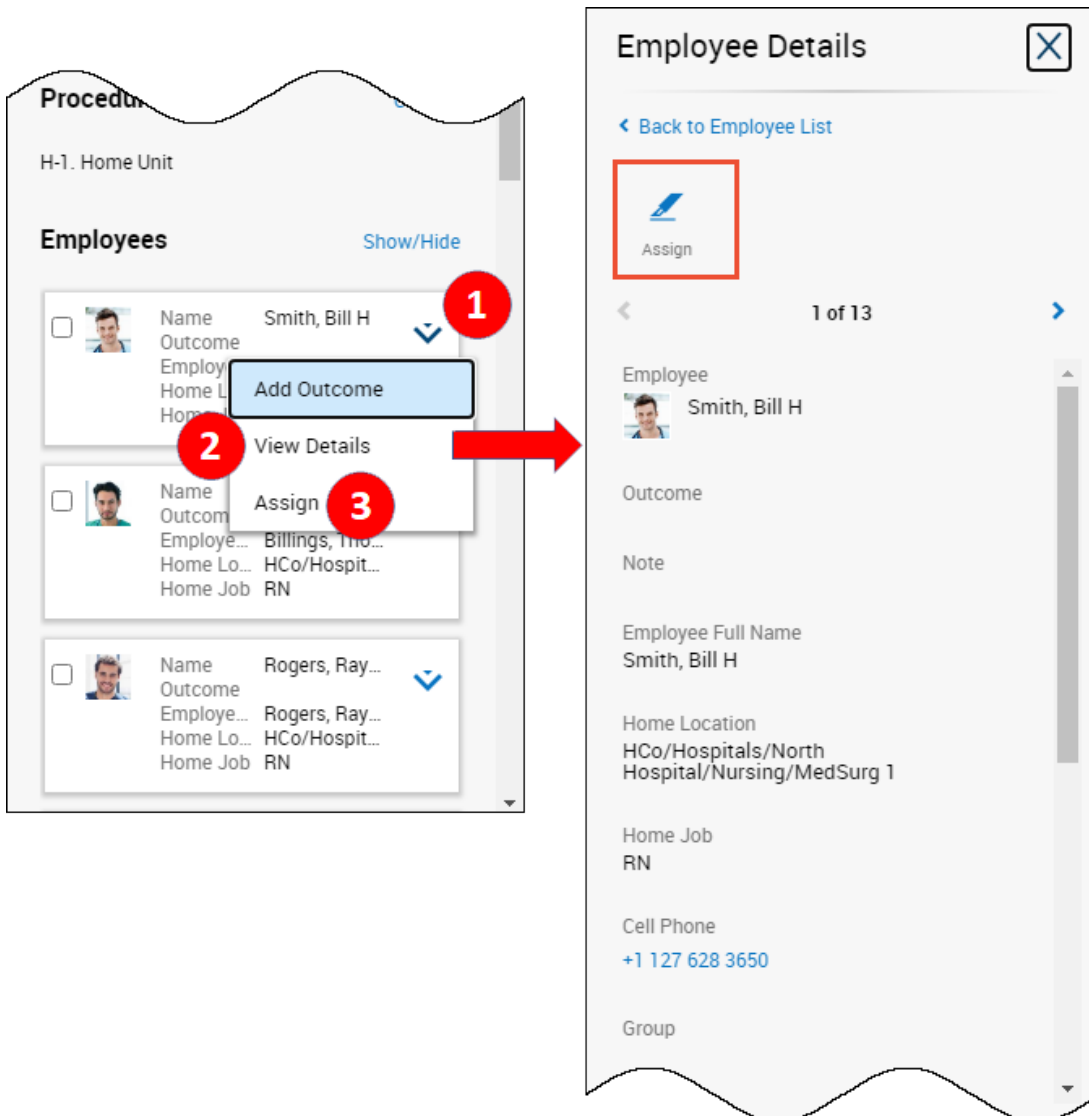 Procedu
H-1. Home Unit
Employees Show/Hide
1
Name Smith, Bill H
Outcome
Employ
Home L
Add Outcome
2 View Details
Assign 3
Name
Outcom
Employe... Billings, Tho...
Home Lo... HCo/Hospit...
Home Job RN
Name Rogers, Ray...
Outcome
Employe... Rogers, Ray...
Home Lo... HCo/Hospit...
Home Job RN
Employee Details
Back to Employee List
Assign
1 of 13
Employee
Smith, Bill H
Outcome
Note
Employee Full Name
Smith, Bill H
Home Location
HCo/Hospitals/North
Hospital/Nursing/MedSurg 1
Home Job
RN
Cell Phone
+1 127 628 3650
Group